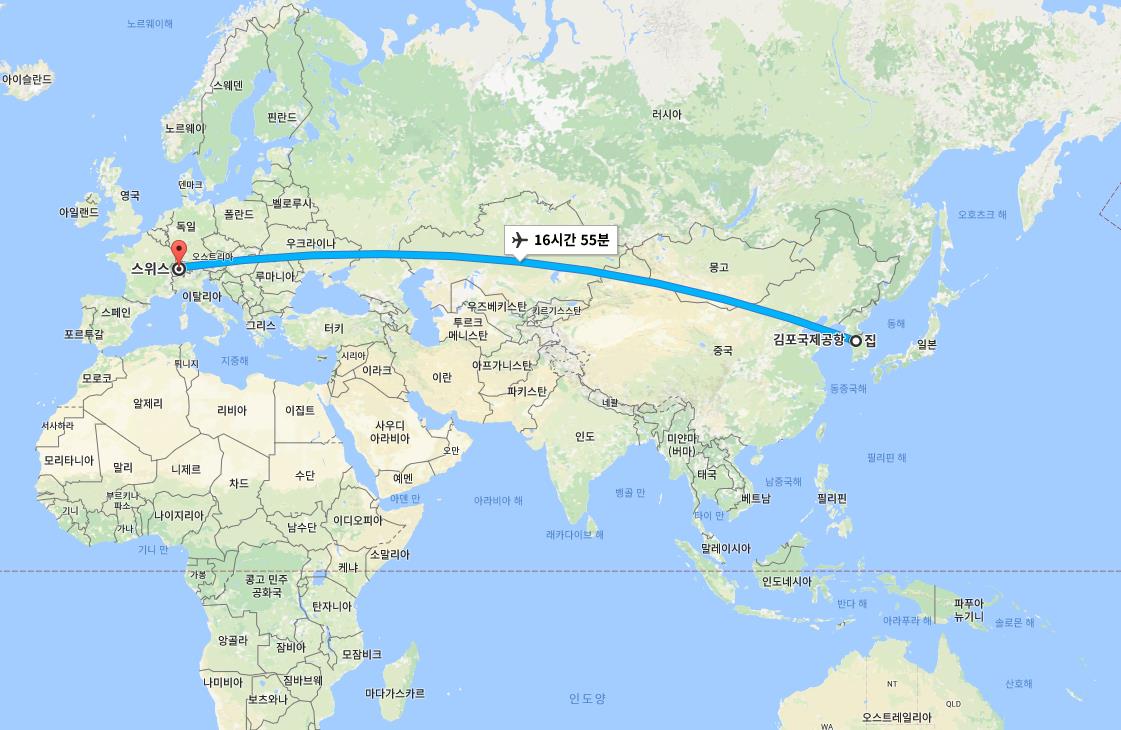 노르웨이해
아이슬란드
스웨덴
핀란드
노르웨이
러시아
덴마크
영국
아일랜드
벨로루시
폴란드
독일
오호츠크 해
우크라이나
16시간 55분
오스트리아
스위스
몽고
루마니아
이탈리아
우즈베키스탄
키르기스스탄
스페인
그리스
터키
투르크
메니스탄
동해
포르투갈
김포국제공항
집
일본
중국
시리아
튀니지
지중해
이라크
이란
아프가니스탄
모로코
파키스탄
동중국해
네팔
알제리
리비아
이집트
서사하라
사우디
아라비아
인도
미얀마
(버마)
오만
모리타니아
말리
니제르
차드
수단
예멘
태국
필리핀 해
남중국해
아덴 만
아라비아 해
벵골 만
베트남
필리핀
부르키나
파소
기니
나이지리아
가나
남수단
이디오피아
타이 만
래카다이브 해
기니 만
소말리아
말레이시아
케냐
가봉
콩고 민주
공화국
인도네시아
탄자니아
반다 해
파푸아
뉴기니
아라푸라 해
솔로몬 해
앙골라
잠비아
모잠비크
나미비아
짐바브웨
보츠와나
마다가스카르
인도양
NT
산호해
QLD
오스트레일리아
WA